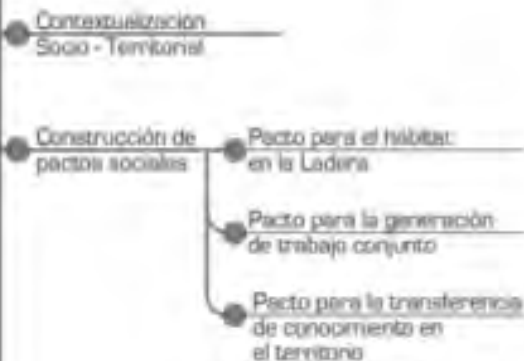 Contextualización
Socio - Territorial
Construcción de
pactos sociales
Pacto para el hábitat
en la Ladera
Pacto para la generación
de trabajo conjunto
Pacto para la transferencia
de conocimiento en
el territorio